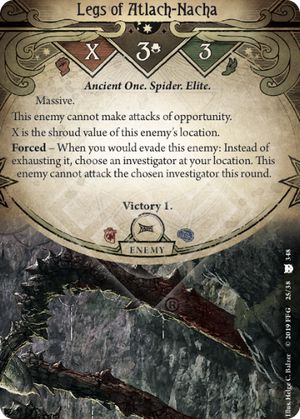 Legs of Atlach-Nacha
X 3 3
Ancient One. Spider. Elite.
Massive.
This enemy cannot make attacks of opportunity.
X is the shroud value of this enemy's location.
Forced – When you would evade this enemy: Instead of
exhausting it, choose an investigator at your location. This
enemy cannot attack the chosen investigator this round.
Victory 1.
ENEMY
Illus. Helge C. Balzer
© 2019 FFG
25/38
348